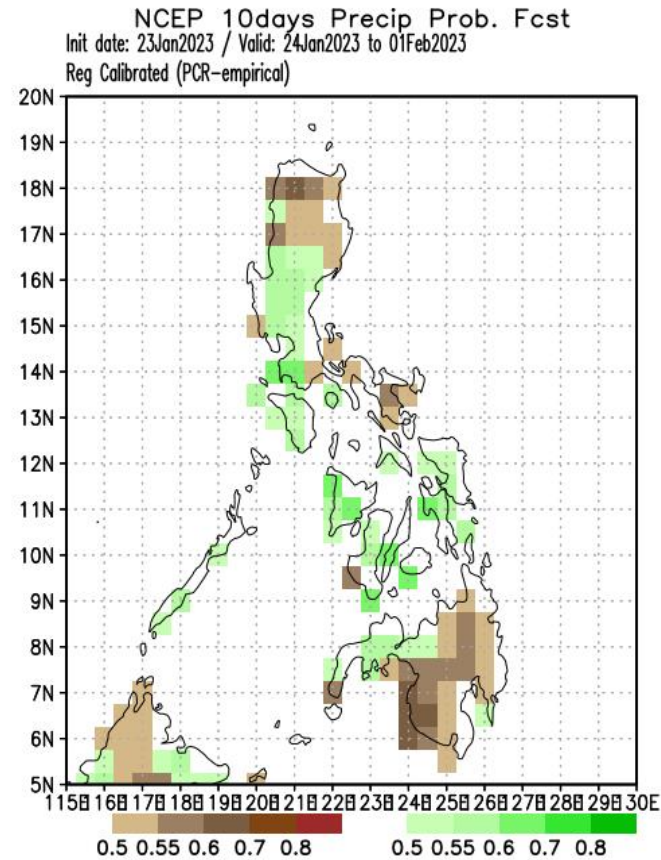 NCEP 10days Precip Prob. Fcst
Init date: 23Jan2023 / Valid: 24Jan2023 to 01Feb2023
Reg Calibrated (PCR-empirical)
20N
19N
18N
17N
16N
15N
14N
13N
12N
11N
10N
9N
8N
7N
6N
5N
115E 116E 117E 118E 119E 120E 121E 122E 123E 124E 125E 126E 127E 128E 129E 130E
0.5 0.55 0.6 0.7 0.8 0.5 0.55 0.6 0.7 0.8